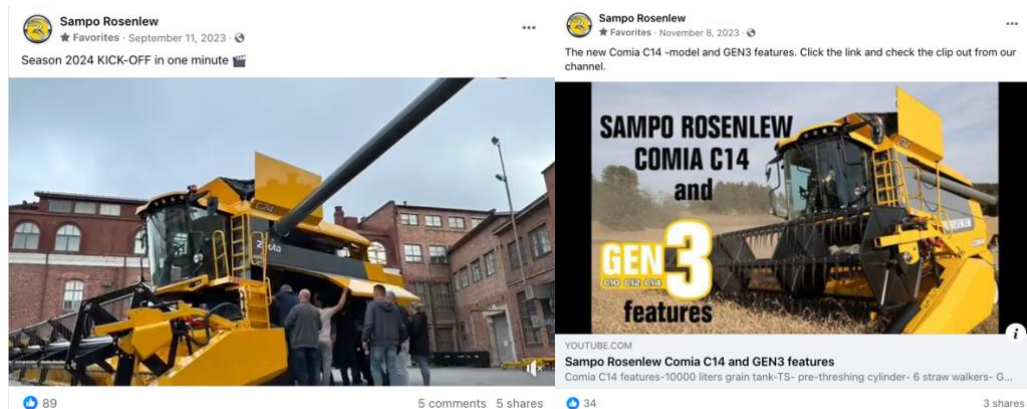 Sampo Rosenlew
Favorites · September 11, 2023 ·
Season 2024 KICK-OFF in one minute
C24
89
5 comments 5 shares
Sampo Rosenlew
Favorites · November 8, 2023 ·
The new Comia C14 -model and GEN3 features. Click the link and check the clip out from our
channel.
SAMPO ROSENLEW
COMIA C14
and
GEN3
C10 C12 C14
features
SAMPO ROSENLEW
YOUTUBE.COM
Sampo Rosenlew Comia C14 and GEN3 features
Comia C14 features-10000 liters grain tank-TS- pre-threshing cylinder- 6 straw walkers- G...
34
3 shares